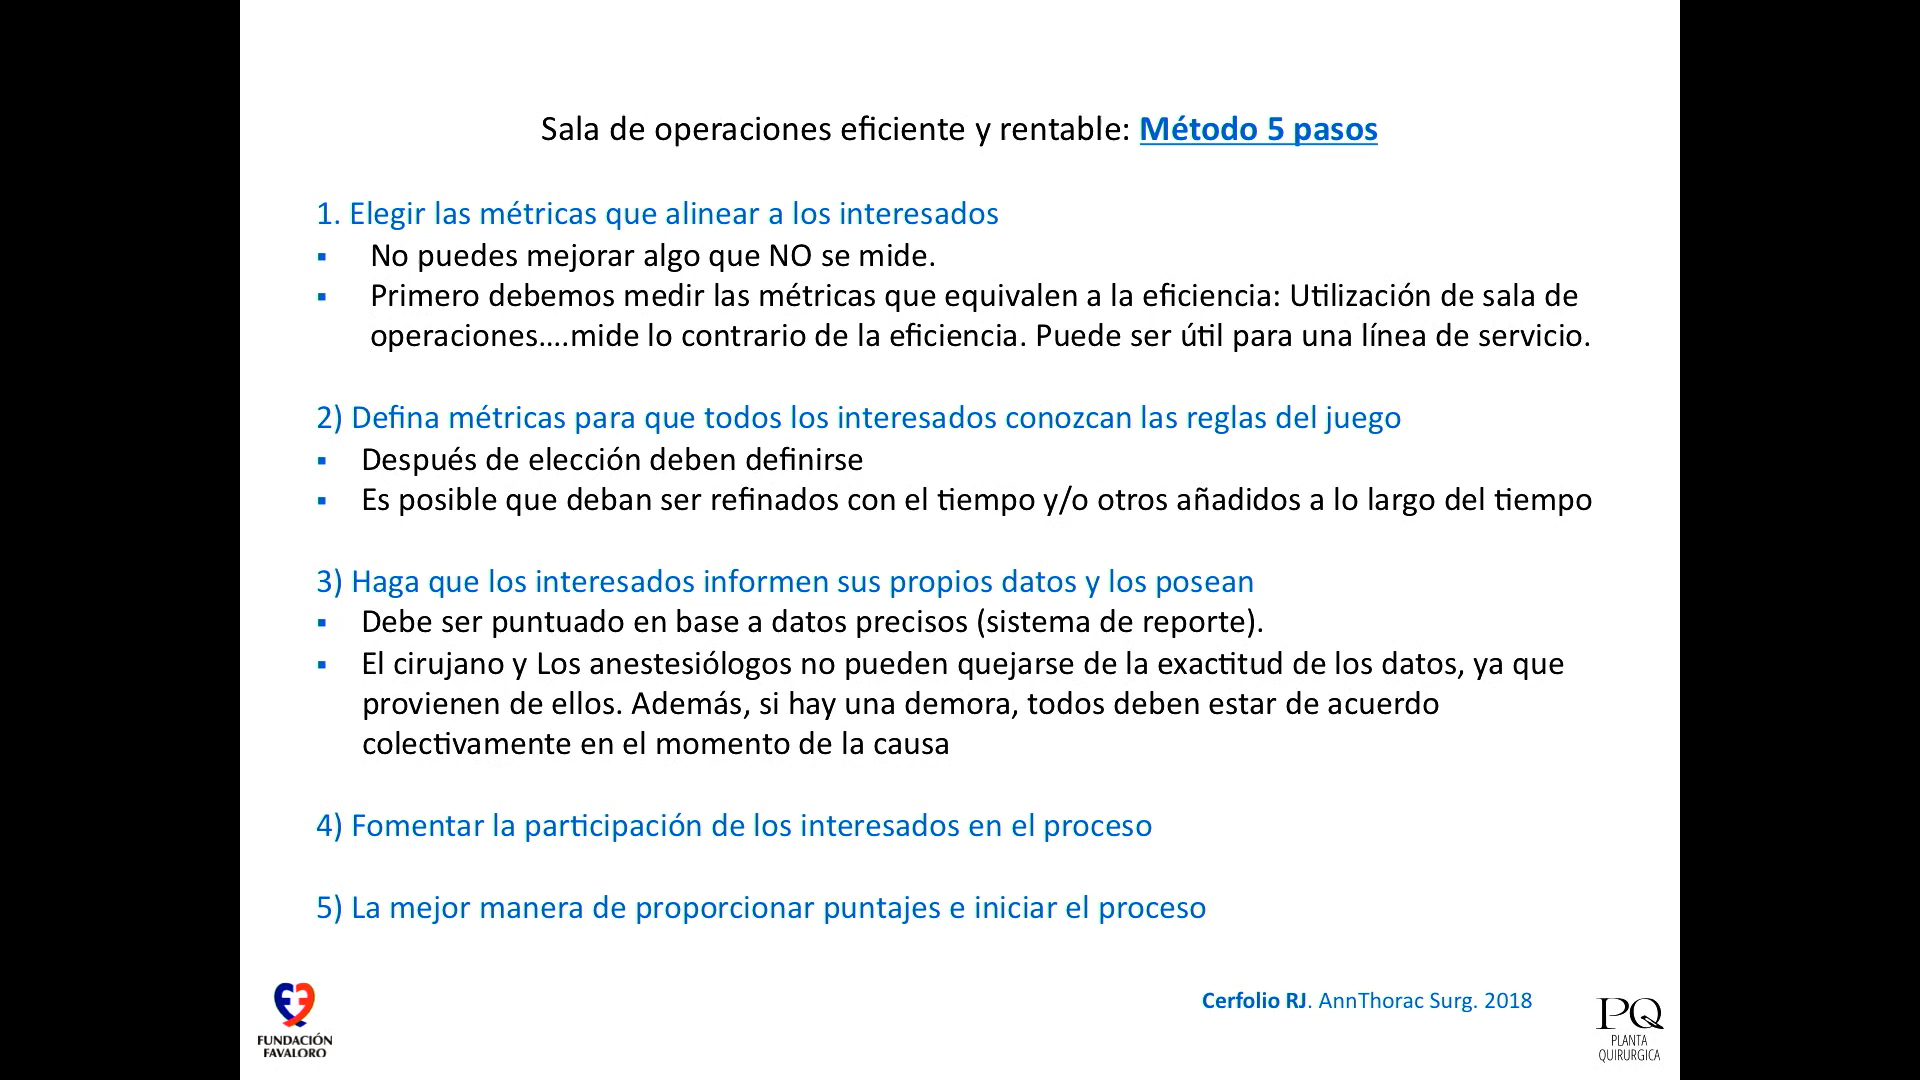 Sala de operaciones eficiente y rentable: Método 5 pasos
1. Elegir las métricas que alinear a los interesados
▪ No puedes mejorar algo que NO se mide.
▪ Primero debemos medir las métricas que equivalen a la eficiencia: Utilización de sala de
operaciones....mide lo contrario de la eficiencia. Puede ser útil para una línea de servicio.
2) Defina métricas para que todos los interesados conozcan las reglas del juego
▪ Después de elección deben definirse
▪ Es posible que deban ser refinados con el tiempo y/o otros añadidos a lo largo del tiempo
3) Haga que los interesados informen sus propios datos y los posean
▪ Debe ser puntuado en base a datos precisos (sistema de reporte).
▪ El cirujano y Los anestesiólogos no pueden quejarse de la exactitud de los datos, ya que
provienen de ellos. Además, si hay una demora, todos deben estar de acuerdo
colectivamente en el momento de la causa
4) Fomentar la participación de los interesados en el proceso
5) La mejor manera de proporcionar puntajes e iniciar el proceso
Cerfolio RJ. AnnThorac Surg. 2018
FUNDACIÓN
FAVALORO
PQ
PLANTA
QUIRURGICA